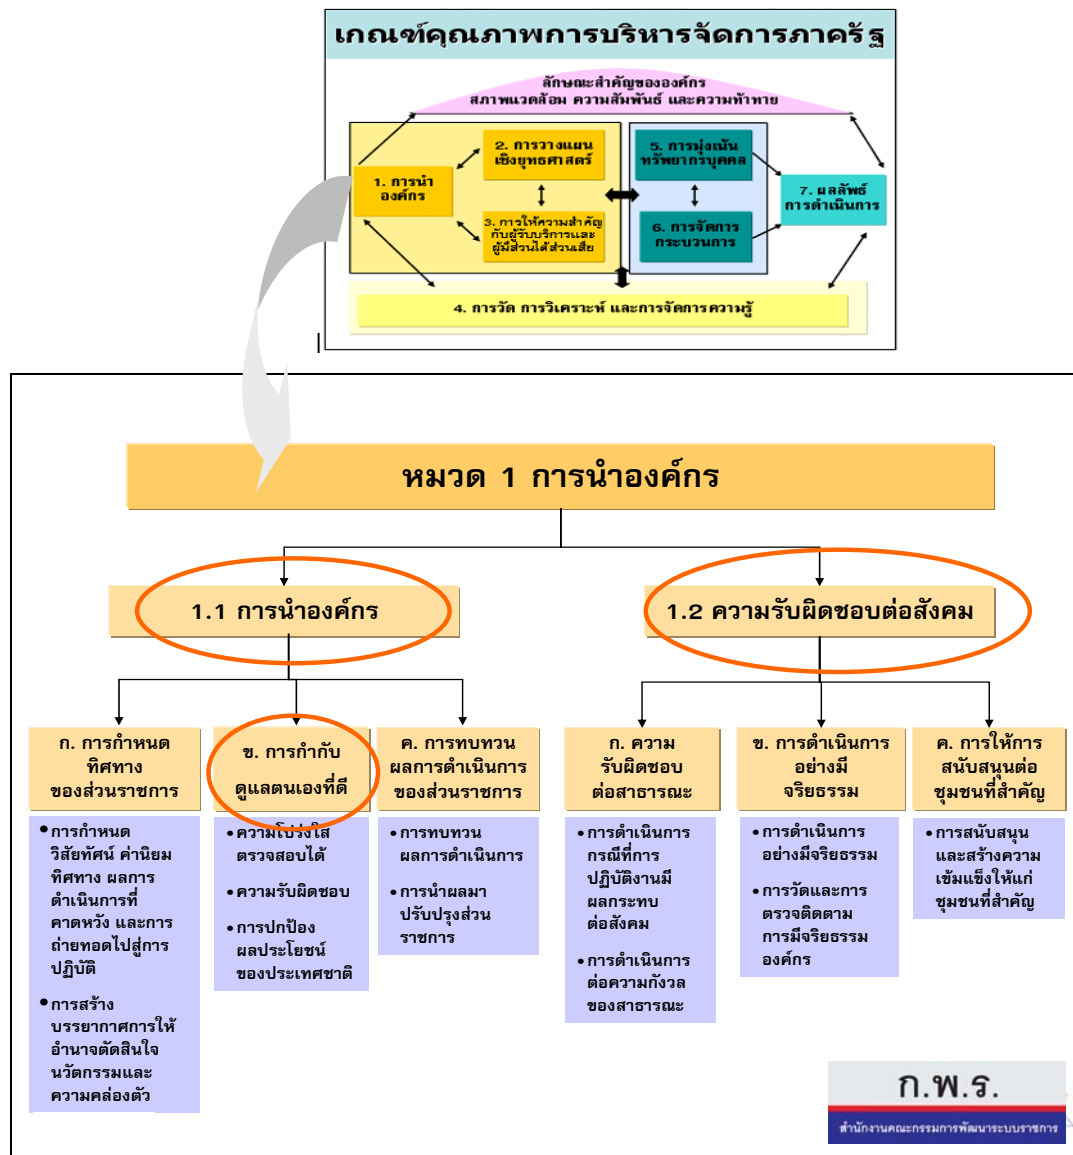 เกณฑ์คุณภาพการบริหารจัดการภาครัฐ
ลักษณะสำคัญขององค์กร
สภาพแวดล้อม ความสัมพันธ์ และความท้าทาย
1. การนำ
องค์กร
2. การวางแผน
เชิงยุทธศาสตร์
3. การให้ความสำคัญ
กับผู้รับบริการและ
ผู้มีส่วนได้ส่วนเสีย
5. การมุ่งเน้น
ทรัพยากรบุคคล
6. การจัดการ
กระบวนการ
7. ผลลัพธ์
การดำเนินการ
4. การวัด การวิเคราะห์ และการจัดการความรู้
หมวด 1 การนำองค์กร
1.1 การนำองค์กร
1.2 ความรับผิดชอบต่อสังคม
ก. การกำหนด
ทิศทาง
ของส่วนราชการ
• การกำหนด
วิสัยทัศน์ ค่านิยม
ทิศทาง ผลการ
ดำเนินการที่
คาดหวัง และการ
ถ่ายทอดไปสู่การ
ปฏิบัติ
• การสร้าง
บรรยากาศการให้
อำนาจตัดสินใจ
นวัตกรรมและ
ความคล่องตัว
ข. การกำกับ
ดูแลตนเองที่ดี
• ความโปร่งใส
ตรวจสอบได้
• ความรับผิดชอบ
• การปกป้อง
ผลประโยชน์
ของประเทศชาติ
ค. การทบทวน
ผลการดำเนินการ
ของส่วนราชการ
• การทบทวน
ผลการดำเนินการ
• การนำผลมา
ปรับปรุงส่วน
ราชการ
ก. ความ
รับผิดชอบ
ต่อสาธารณะ
• การดำเนินการ
กรณีที่การ
ปฏิบัติงานมี
ผลกระทบ
ต่อสังคม
• การดำเนินการ
ต่อความกังวล
ของสาธารณะ
ข. การดำเนินการ
อย่างมี
จริยธรรม
• การดำเนินการ
อย่างมีจริยธรรม
• การวัดและการ
ตรวจติดตาม
การมีจริยธรรม
องค์กร
ค. การให้การ
สนับสนุนต่อ
ชุมชนที่สำคัญ
• การสนับสนุน
และสร้างความ
เข้มแข็งให้แก่
ชุมชนที่สำคัญ
ก.พ.ร.
สำนักงานคณะกรรมการพัฒนาระบบราชการ